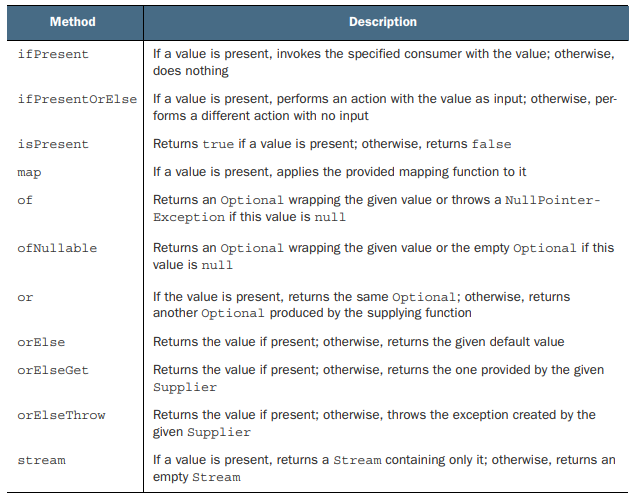 Method Description
ifPresent If a value is present, invokes the specified consumer with the value; otherwise,
does nothing
ifPresentOrElse If a value is present, performs an action with the value as input; otherwise, per-
forms a different action with no input
isPresent Returns true if a value is present; otherwise, returns false
map If a value is present, applies the provided mapping function to it
of Returns an Optional wrapping the given value or throws a NullPointer-
Exception if this value is null
ofNullable Returns an Optional wrapping the given value or the empty Optional if this
value is null
or If the value is present, returns the same Optional; otherwise, returns
another Optional produced by the supplying function
orElse Returns the value if present; otherwise, returns the given default value
orElseGet Returns the value if present; otherwise, returns the one provided by the given
Supplier
orElseThrow Returns the value if present; otherwise, throws the exception created by the
given Supplier
stream If a value is present, returns a Stream containing only it; otherwise, returns an
empty Stream